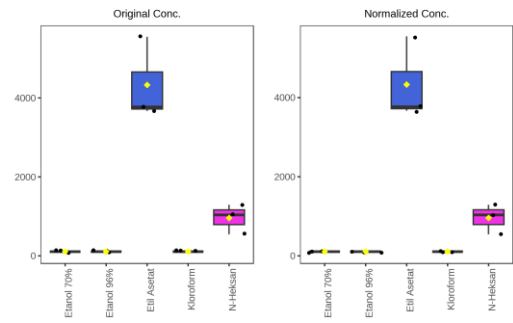 Original Conc.
Normalized Conc.
4000
2000
0
4000
2000
0
Etanol 70%
Etanol 96%
Etil Asetat
Kloroform
N-Heksan
Etanol 70%
Etanol 96%
Etil Asetat
Kloroform
N-Heksan